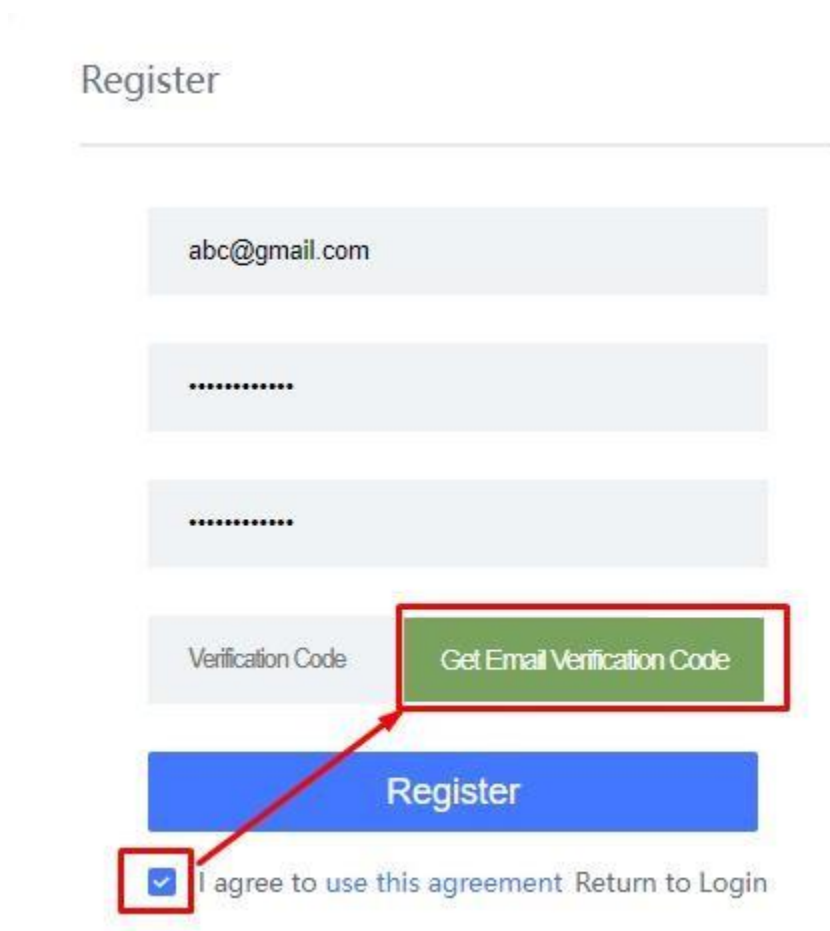 Register
abc@gmail.com
••••••••••••
••••••••••••
Verification Code Get Email Verification Code
Register
I agree to use this agreement Return to Login